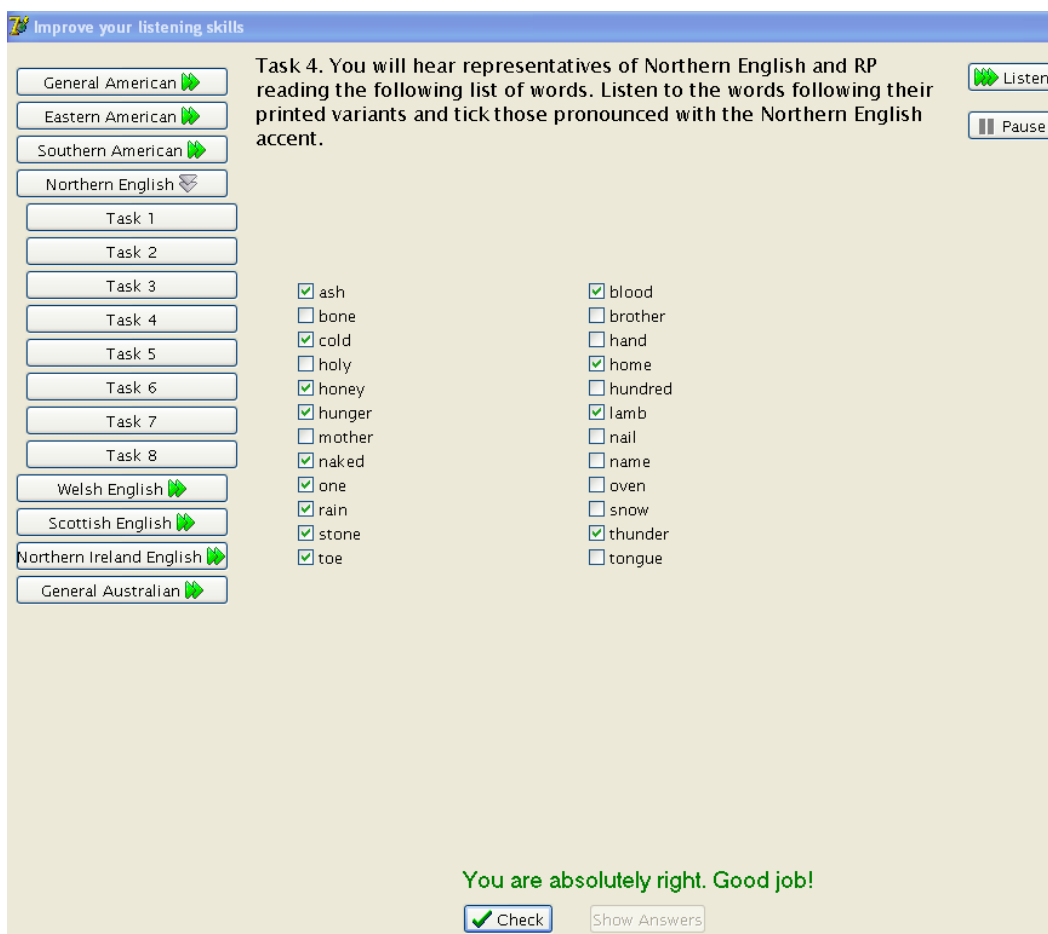 Improve your listening skills
General American
Eastern American
Southern American
Northern English
Task 1
Task 2
Task 3
Task 4
Task 5
Task 6
Task 7
Task 8
Welsh English
Scottish English
Northern Ireland English
General Australian
Task 4. You will hear representatives of Northern English and RP
reading the following list of words. Listen to the words following their
printed variants and tick those pronounced with the Northern English
accent.
Listen
Pause
ash
bone
cold
holy
honey
hunger
mother
naked
one
rain
stone
toe
blood
brother
hand
home
hundred
lamb
nail
name
oven
snow
thunder
tongue
You are absolutely right. Good job!
Check
Show Answers